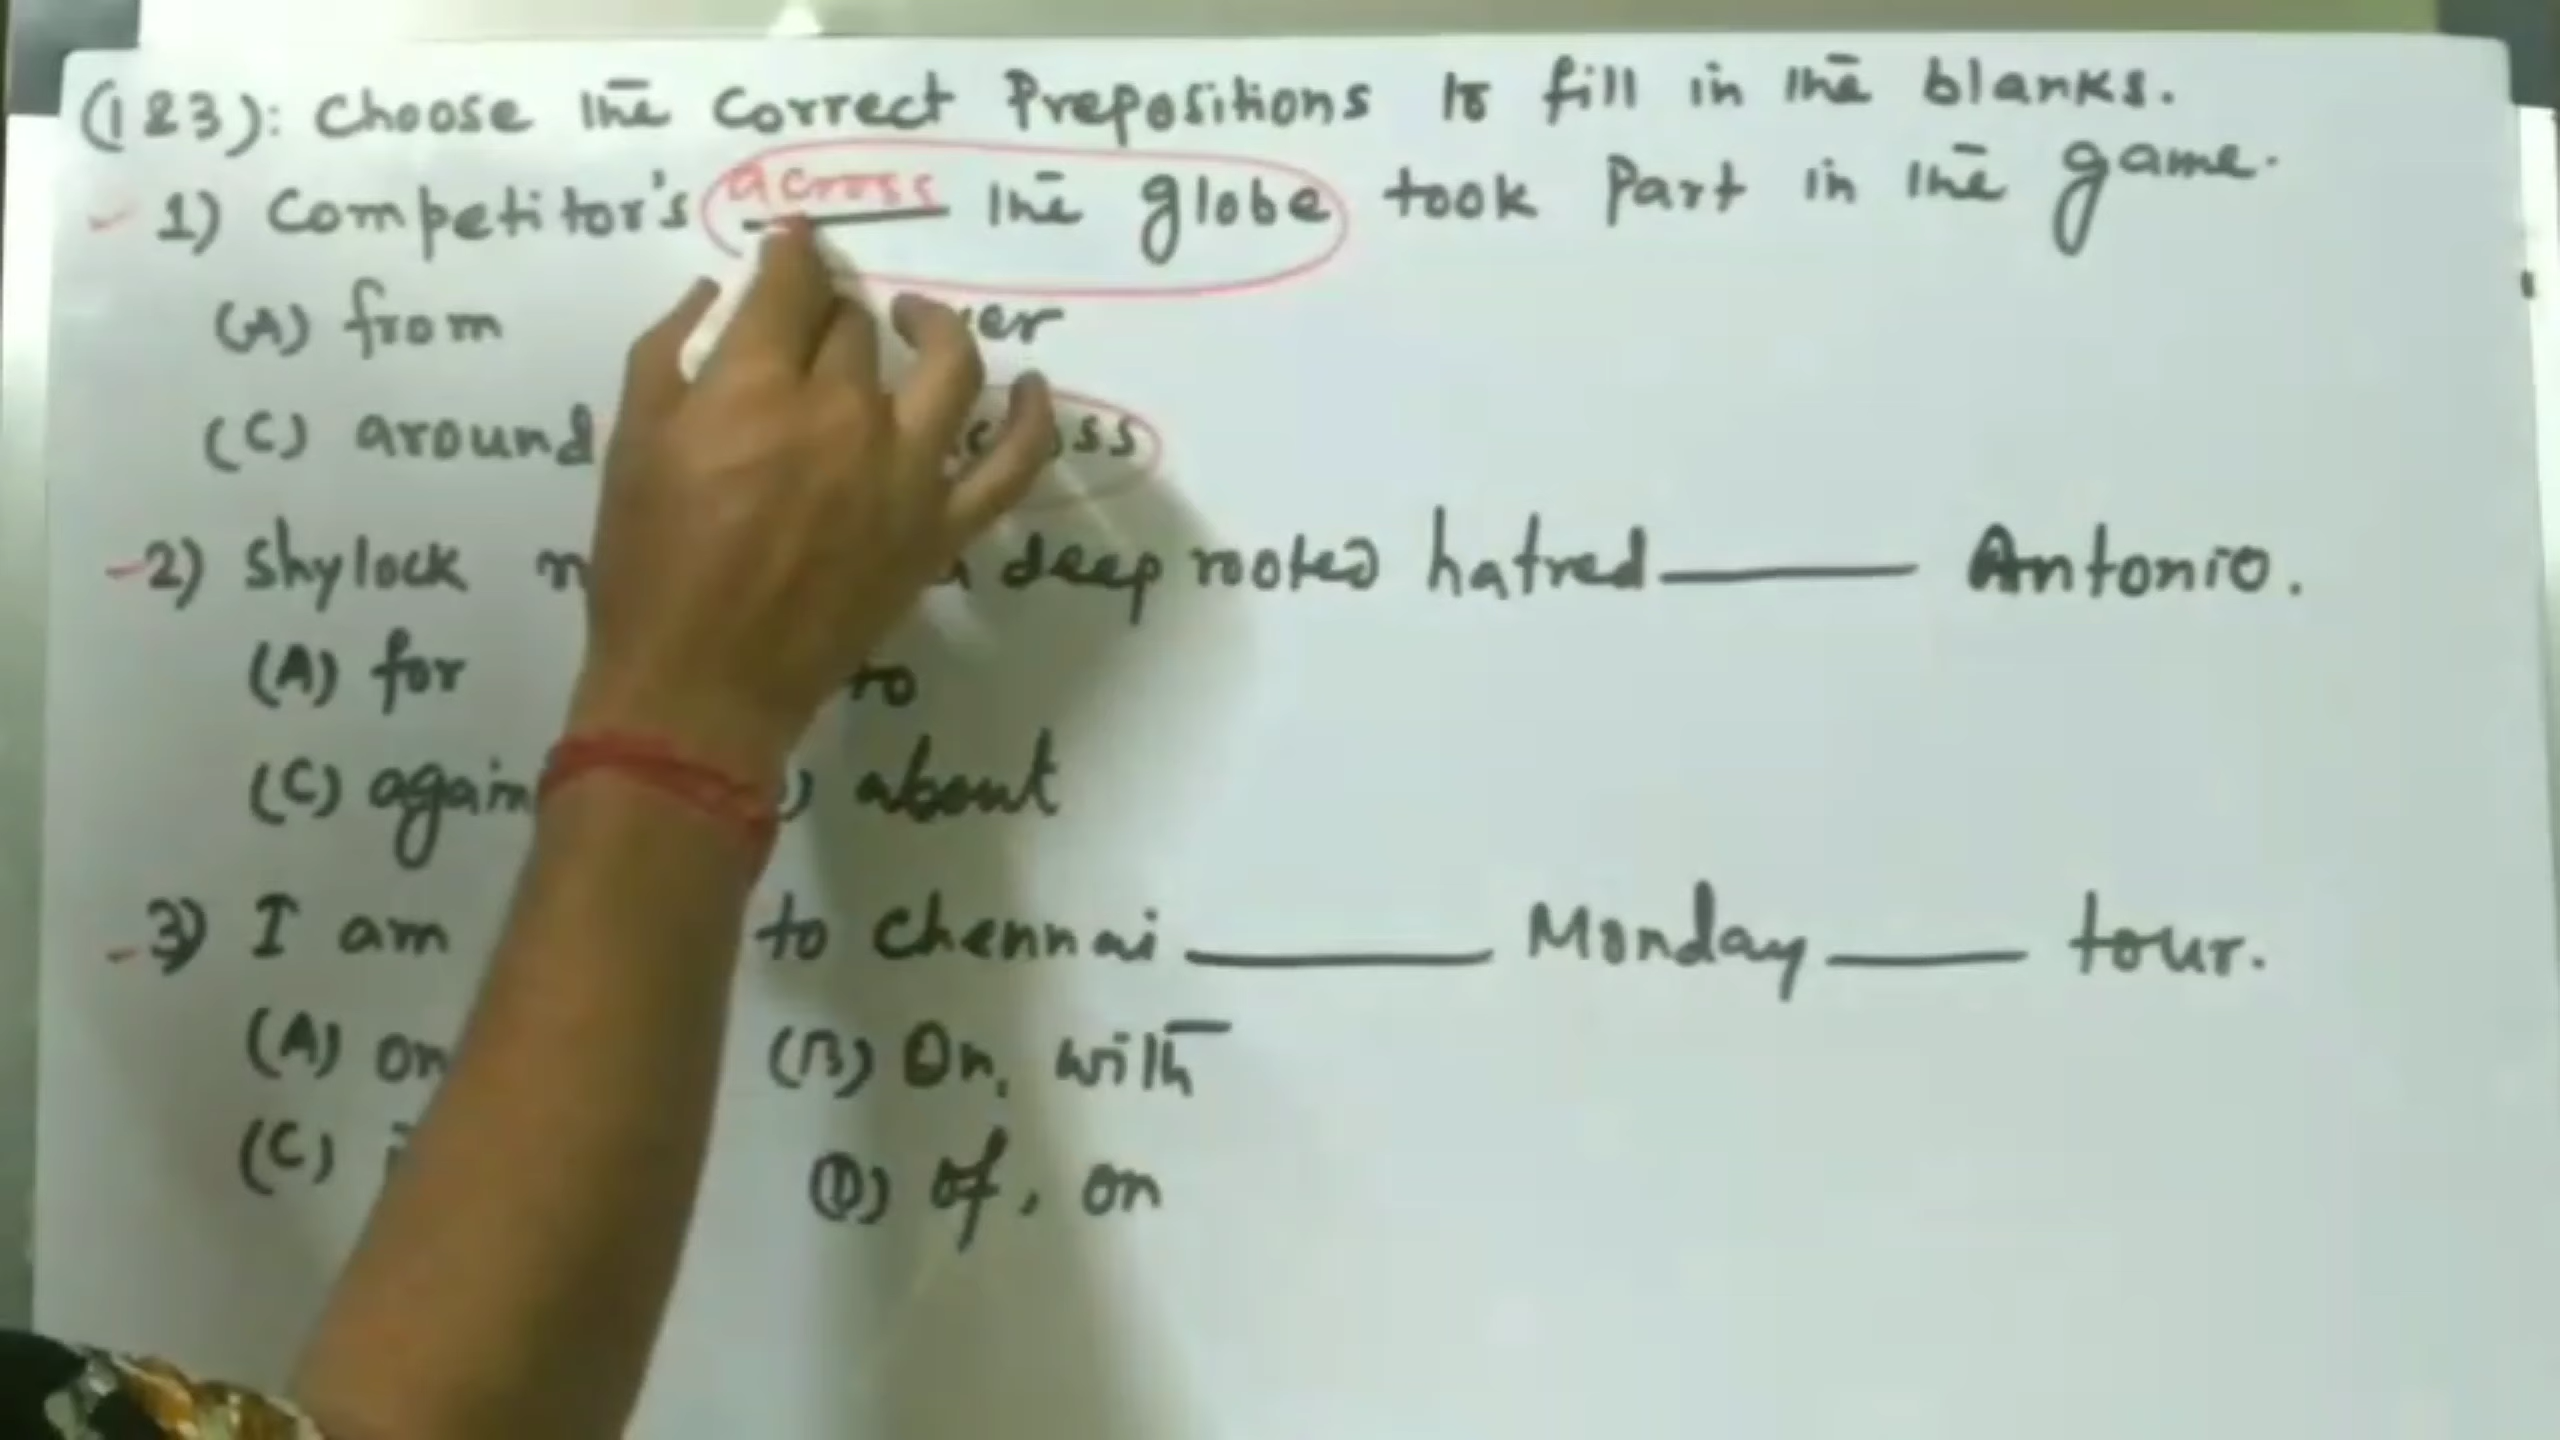 (183): Choose the Correct Prepositions to fill in the blanks.
1) Competitor's across the globe took Part in the game.
(A) from
(C) around
2) Shylock deep rooted hatred ______ Antonio.
(A) for to
(C) about
3) I am to Chennai ______ Monday ____ tour.
(A) on (B) On, with
(C) (D) of, on